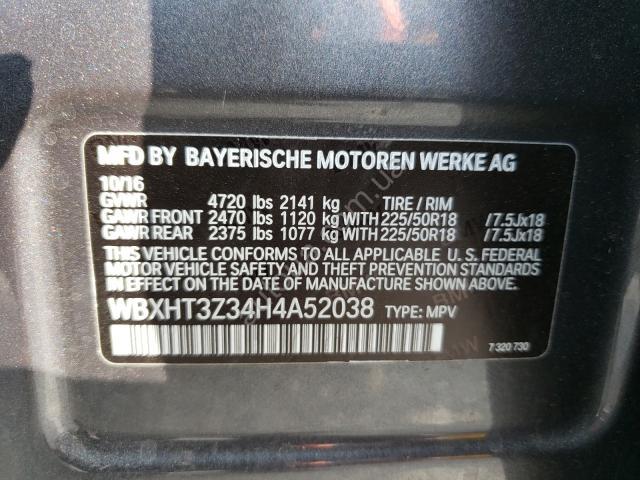 MFD BY BAYERISCHE MOTOREN WERKE AG
10/16
GVWR 4720 lbs 2141 kg TIRE / RIM
GAWR FRONT 2470 lbs 1120 kg WITH 225/50R18 /7.5Jx18
GAWR REAR 2375 lbs 1077 kg WITH 225/50R18 /7.5Jx18
THIS VEHICLE CONFORMS TO ALL APPLICABLE U. S. FEDERAL
MOTOR VEHICLE SAFETY AND THEFT PREVENTION STANDARDS
IN EFFECT ON THE DATE OF MANUFACTURE SHOWN ABOVE.
WBXHT3Z34H4A52038 TYPE: MPV
7 320 730